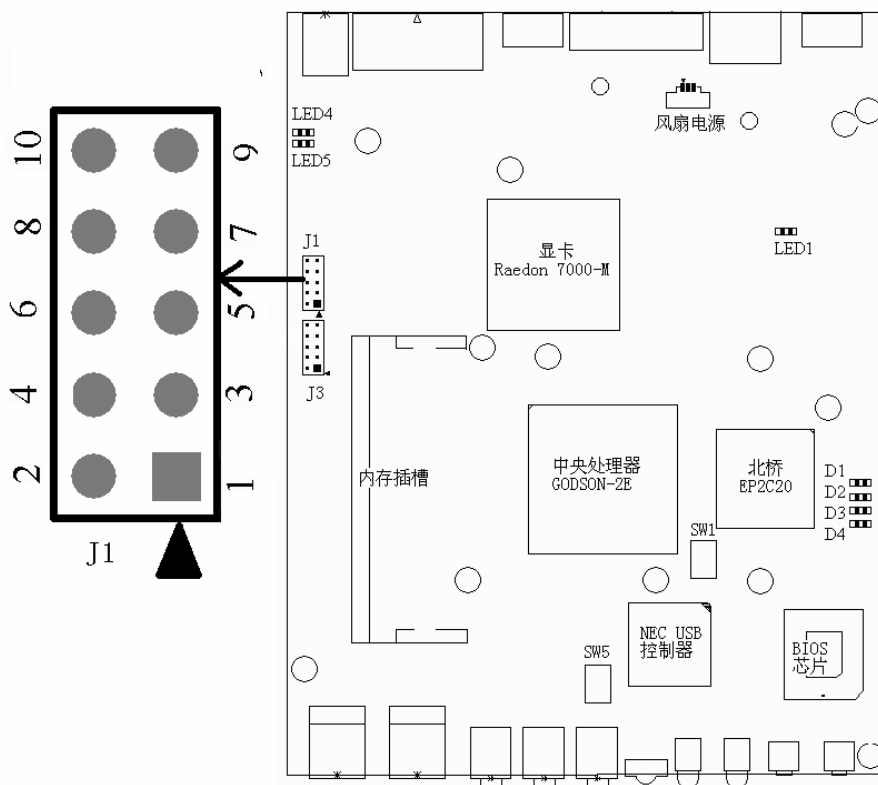 10
9
8
7
6
5
4
3
2
1
J1
LED4
LED5
风扇电源
J1
显卡
Raedon 7000-M
LED1
J3
内存插槽
中央处理器
GODSON-2E
北桥
EP2C20
D1
D2
D3
D4
SW1
NEC USB
控制器
SW5
BIOS
芯片